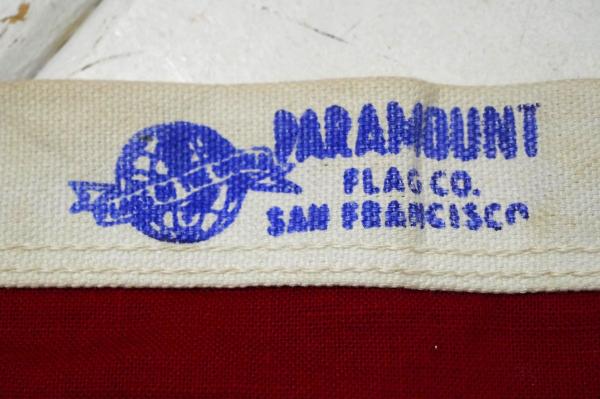 PARAMOUNT
FLAG CO.
SAN FRANCISCO